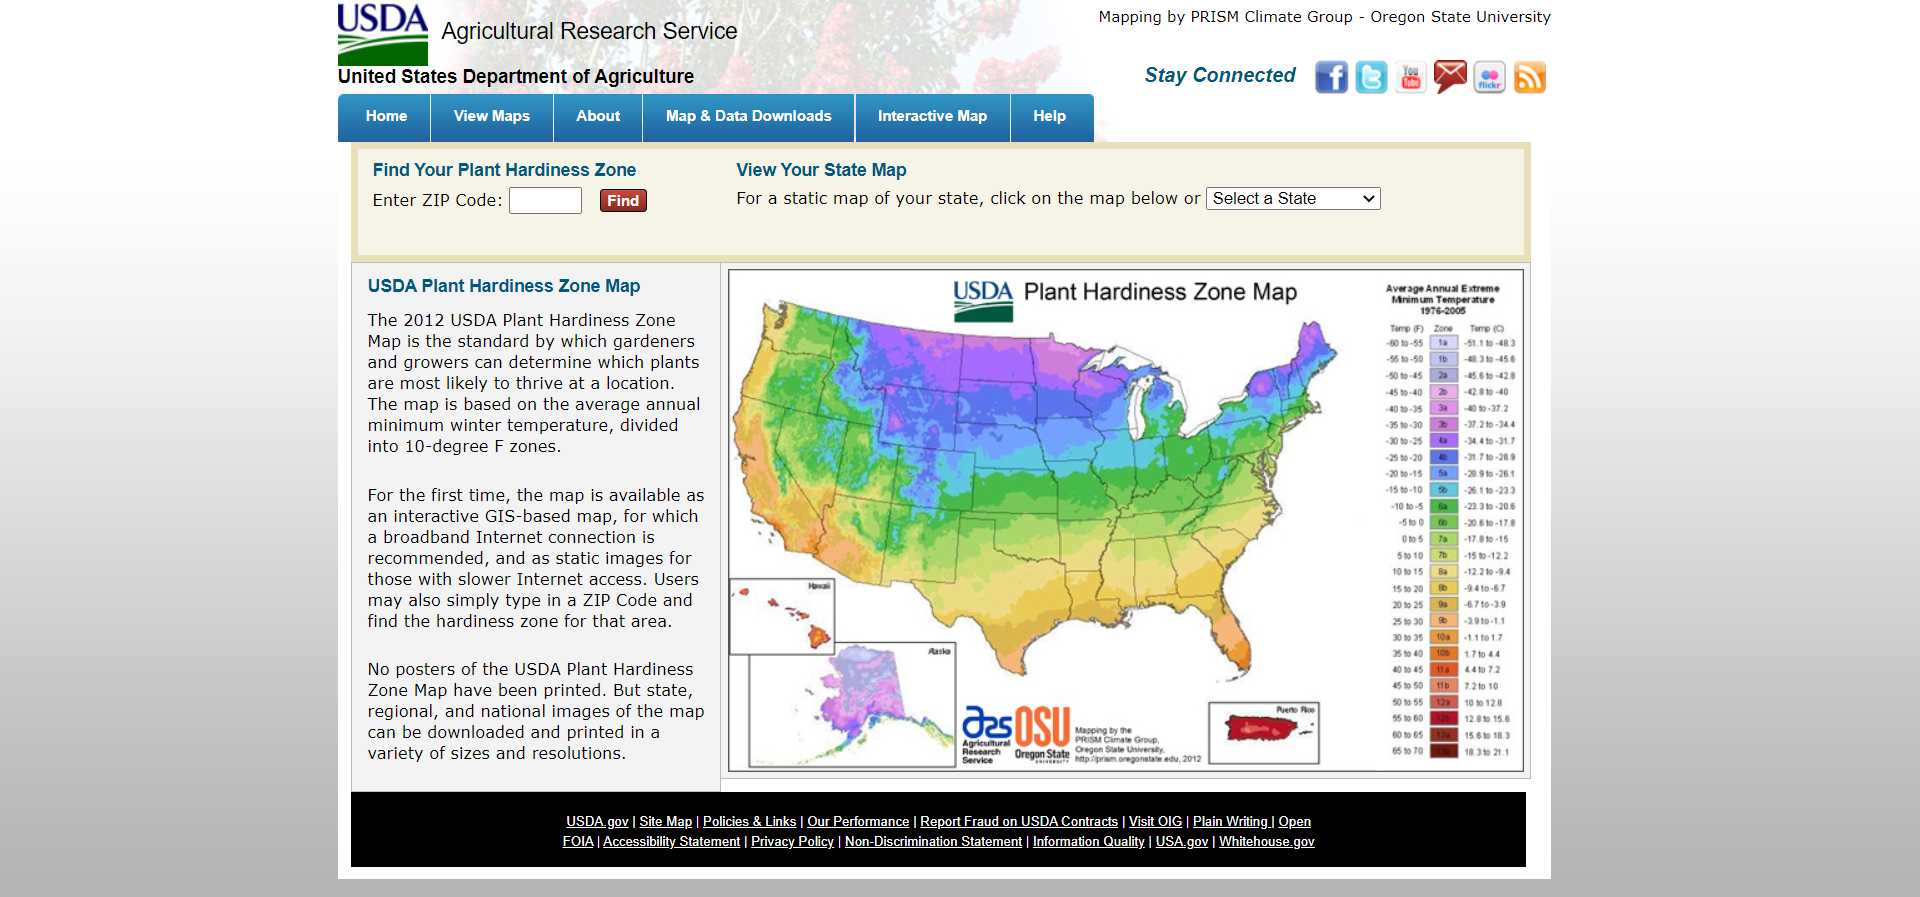 USDA
Agricultural Research Service
United States Department of Agriculture
Mapping by PRISM Climate Group - Oregon State University
Stay Connected
You
Tube
flickr
Home
View Maps
About
Map & Data Downloads
Interactive Map
Help
Find Your Plant Hardiness Zone
Enter ZIP Code:
Find
View Your State Map
For a static map of your state, click on the map below or
Select a State
USDA Plant Hardiness Zone Map
The 2012 USDA Plant Hardiness Zone
Map is the standard by which gardeners
and growers can determine which plants
are most likely to thrive at a location.
The map is based on the average annual
minimum winter temperature, divided
into 10-degree F zones.
For the first time, the map is available as
an interactive GIS-based map, for which
a broadband Internet connection is
recommended, and as static images for
those with slower Internet access. Users
may also simply type in a ZIP Code and
find the hardiness zone for that area.
No posters of the USDA Plant Hardiness
Zone Map have been printed. But state,
regional, and national images of the map
can be downloaded and printed in a
variety of sizes and resolutions.
USDA Plant Hardiness Zone Map
Average Annual Extreme
Minimum Temperature
1976-2005
Temp (F) Zone Temp (C)
-60 to -55 1a -51.1 to -48.3
-55 to -50 1b -48.3 to -45.6
-50 to -45 2a -45.6 to -42.8
-45 to -40 2b -42.8 to -40
-40 to -35 3a -40 to -37.2
-35 to -30 3b -37.2 to -34.4
-30 to -25 4a -34.4 to -31.7
-25 to -20 4b -31.7 to -28.9
-20 to -15 5a -28.9 to -26.1
-15 to -10 5b -26.1 to -23.3
-10 to -5 6a -23.3 to -20.6
-5 to 0 6b -20.6 to -17.8
0 to 5 7a -17.8 to -15
5 to 10 7b -15 to -12.2
10 to 15 8a -12.2 to -9.4
15 to 20 8b -9.4 to -6.7
20 to 25 9a -6.7 to -3.9
25 to 30 9b -3.9 to -1.1
30 to 35 10a -1.1 to 1.7
35 to 40 10b 1.7 to 4.4
40 to 45 11a 4.4 to 7.2
45 to 50 11b 7.2 to 10
50 to 55 12a 10 to 12.8
55 to 60 12b 12.8 to 15.6
60 to 65 13a 15.6 to 18.3
65 to 70 13b 18.3 to 21.1
Hawaii
Alaska
Puerto Rico
ars
Agricultural
Research
Service
OSU
Oregon State
UNIVERSITY
Mapping by the
PRISM Climate Group,
Oregon State University,
http://prism.oregonstate.edu, 2012
USDA.gov | Site Map | Policies & Links | Our Performance | Report Fraud on USDA Contracts | Visit OIG | Plain Writing | Open
FOIA | Accessibility Statement | Privacy Policy | Non-Discrimination Statement | Information Quality | USA.gov | Whitehouse.gov